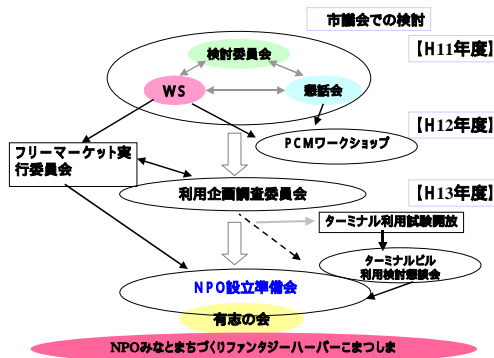 市議会での検討
【H11年度】
検討委員会
WS
懇話会
【H12年度】
PCMワークショップ
フリーマーケット実
行委員会
【H13年度】
利用企画調査委員会
ターミナル利用試験開放
ターミナルビル
利用検討懇談会
NPO設立準備会
有志の会
NPOみなとまちづくりファンタジーハーバーこまつしま